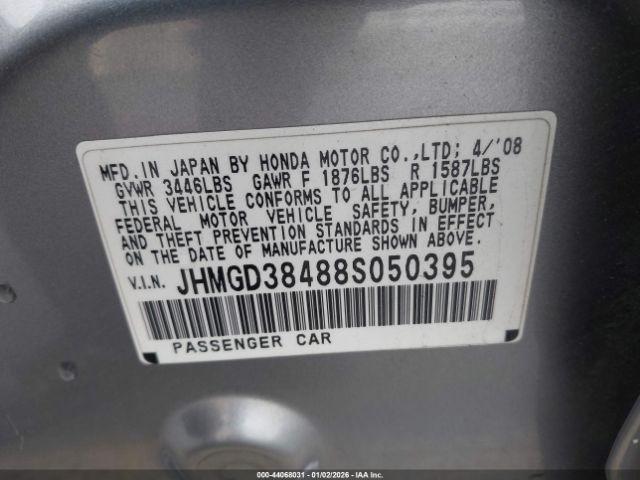 MFD.IN JAPAN BY HONDA MOTOR CO.,LTD; 4/'08
GVWR 3446LBS GAWR F 1876LBS R 1587LBS
THIS VEHICLE CONFORMS TO ALL APPLICABLE
FEDERAL MOTOR VEHICLE SAFETY, BUMPER,
AND THEFT PREVENTION STANDARDS IN EFFECT
ON THE DATE OF MANUFACTURE SHOWN ABOVE.
V.I.N. JHMGD38488S050395
PASSENGER CAR
000-44068031 - 01/02/2026 - IAA Inc.